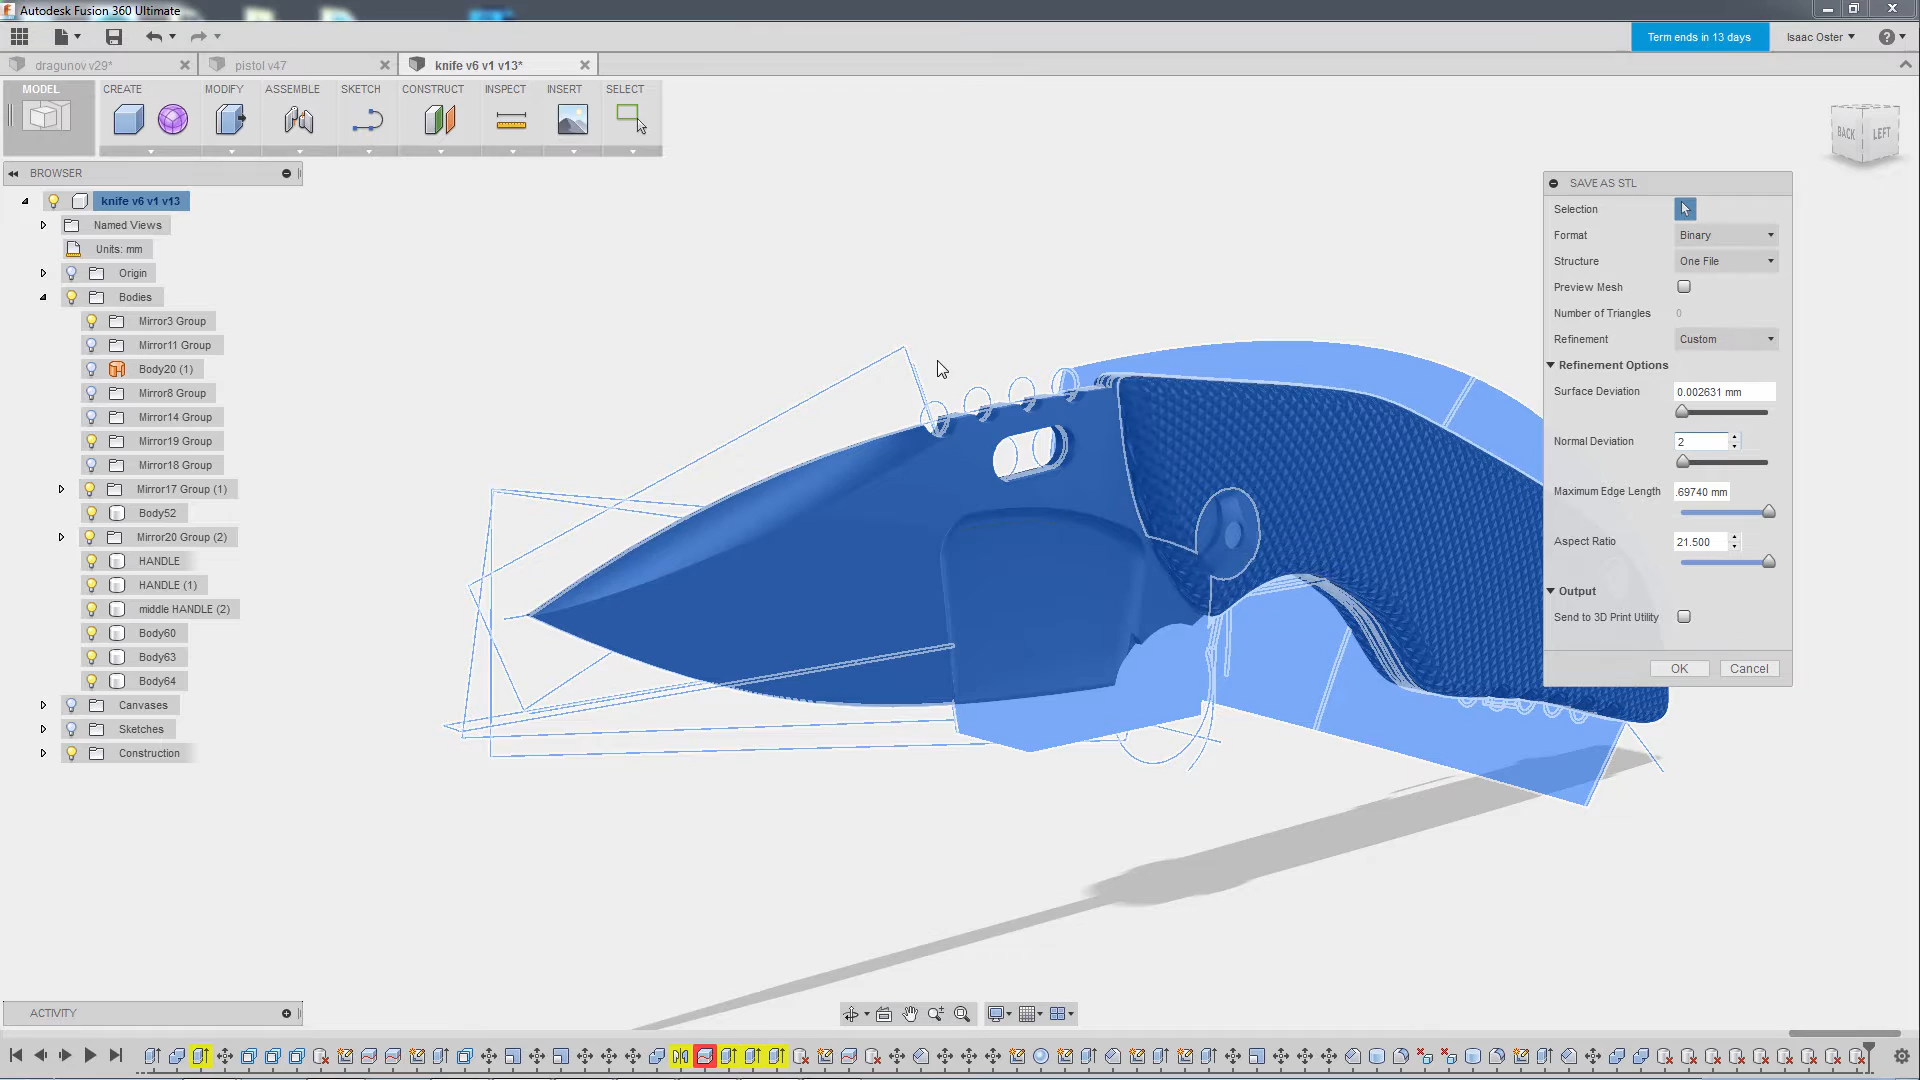 Autodesk Fusion 360 Ultimate
Term ends in 13 days
Isaac Oster
dragunov v29*
pistol v47
knife v6 v1 v13*
MODEL
CREATE
MODIFY
ASSEMBLE
SKETCH
CONSTRUCT
INSPECT
INSERT
SELECT
BACK
LEFT
BROWSER
knife v6 v1 v13
Named Views
Units: mm
Origin
Bodies
Mirror3 Group
Mirror11 Group
Body20 (1)
Mirror8 Group
Mirror14 Group
Mirror19 Group
Mirror18 Group
Mirror17 Group (1)
Body52
Mirror20 Group (2)
HANDLE
HANDLE (1)
middle HANDLE (2)
Body60
Body63
Body64
Canvases
Sketches
Construction
SAVE AS STL
Selection
Format Binary
Structure One File
Preview Mesh
Number of Triangles 0
Refinement Custom
Refinement Options
Surface Deviation 0.002631 mm
Normal Deviation 2
Maximum Edge Length .69740 mm
Aspect Ratio 21.500
Output
Send to 3D Print Utility
OK Cancel
ACTIVITY